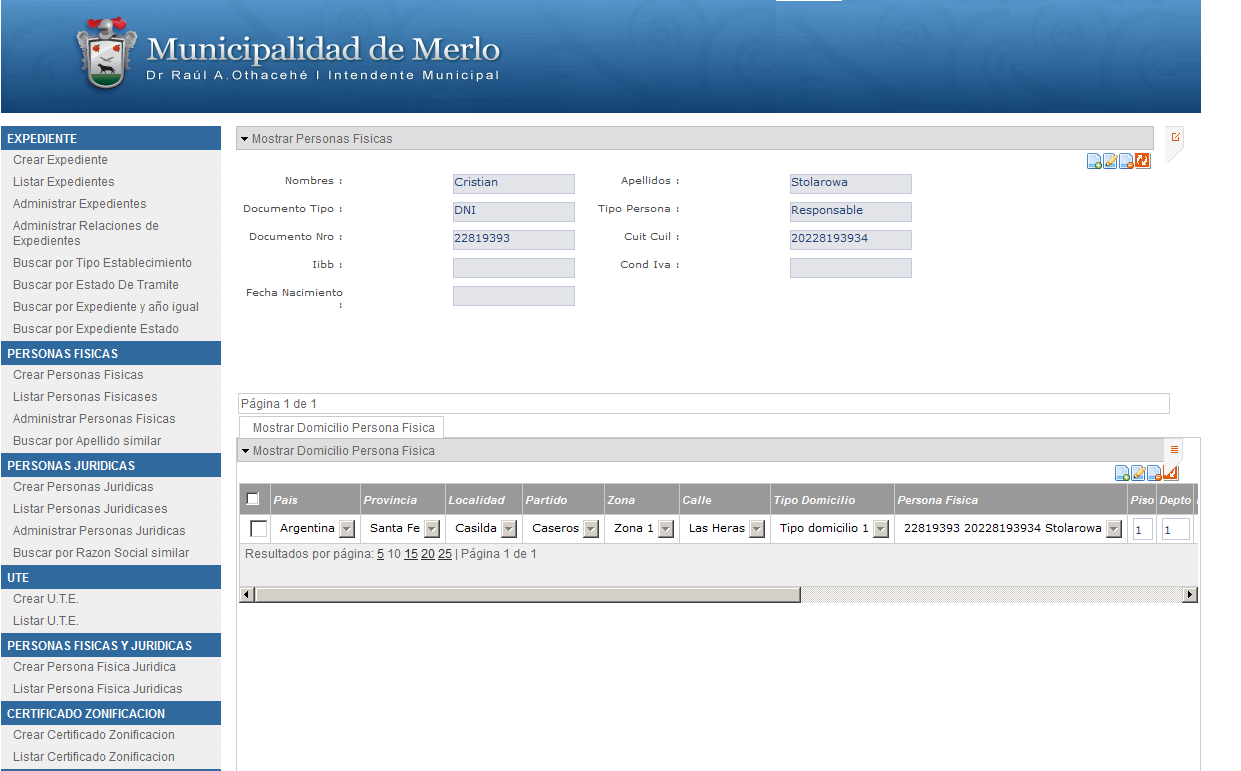 Municipalidad de Merlo
Dr Raúl A.Othacehé I Intendente Municipal
EXPEDIENTE
Crear Expediente
Listar Expedientes
Administrar Expedientes
Administrar Relaciones de
Expedientes
Buscar por Tipo Establecimiento
Buscar por Estado De Tramite
Buscar por Expediente y año igual
Buscar por Expediente Estado
PERSONAS FISICAS
Crear Personas Fisicas
Listar Personas Fisicases
Administrar Personas Fisicas
Buscar por Apellido similar
PERSONAS JURIDICAS
Crear Personas Juridicas
Listar Personas Juridicases
Administrar Personas Juridicas
Buscar por Razon Social similar
UTE
Crear U.T.E.
Listar U.T.E.
PERSONAS FISICAS Y JURIDICAS
Crear Persona Fisica Juridica
Listar Persona Fisica Juridicas
CERTIFICADO ZONIFICACION
Crear Certificado Zonificacion
Listar Certificado Zonificacion
Mostrar Personas Fisicas
Nombres : Cristian Apellidos : Stolarowa
Documento Tipo : DNI Tipo Persona : Responsable
Documento Nro : 22819393 Cuit Cuil : 20228193934
Iibb : Cond Iva :
Fecha Nacimiento
:
Página 1 de 1
Mostrar Domicilio Persona Fisica
Mostrar Domicilio Persona Fisica
Pais Provincia Localidad Partido Zona Calle Tipo Domicilio Persona Fisica Piso Depto
Argentina Santa Fe Casilda Caseros Zona 1 Las Heras Tipo domicilio 1 22819393 20228193934 Stolarowa 1 1
Resultados por página: 5 10 15 20 25 | Página 1 de 1